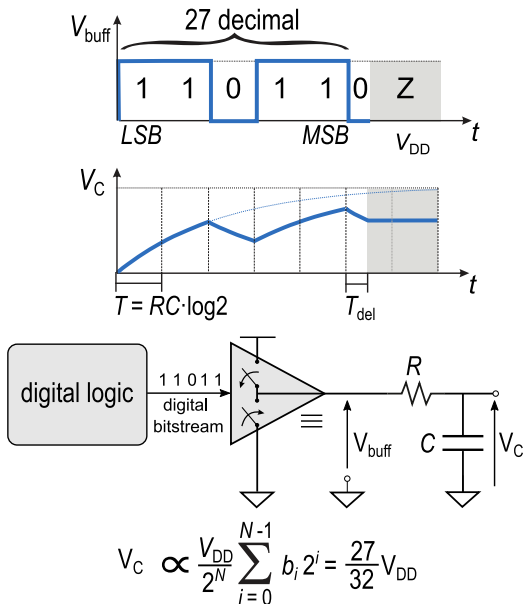 27 decimal
V_buff
1 1 0 1 1 0 Z
LSB MSB V_DD t
V_C
T = RC·log2 T_del t
digital logic
1 1 0 1 1
digital
bitstream
V_buff
R
C
V_C
V_C ∝ V_DD/2^N ∑_{i = 0}^{N-1} b_i 2^i = 27/32 V_DD